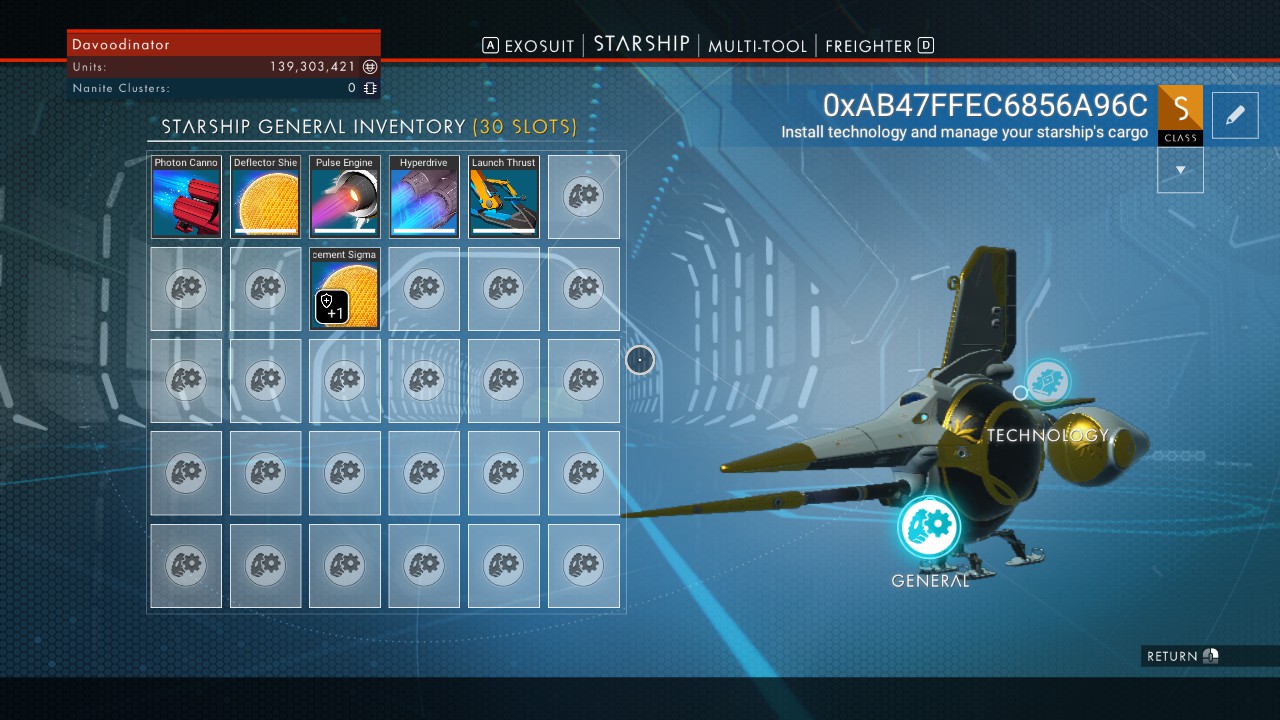 Davoodinator
Units: 139,303,421
Nanite Clusters: 0
A EXOSUIT STARSHIP MULTI-TOOL FREIGHTER D
0xAB47FFEC6856A96C
Install technology and manage your starship's cargo
S
CLASS
STARSHIP GENERAL INVENTORY (30 SLOTS)
Photon Canno Deflector Shie Pulse Engine Hyperdrive Launch Thrust
cement Sigma
+1
TECHNOLOGY
GENERAL
RETURN